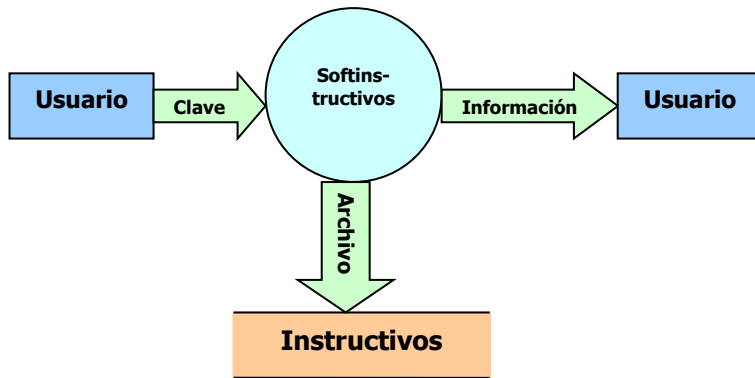 Usuario
Clave
Softins-
tructivos
Información
Usuario
Archivo
Instructivos